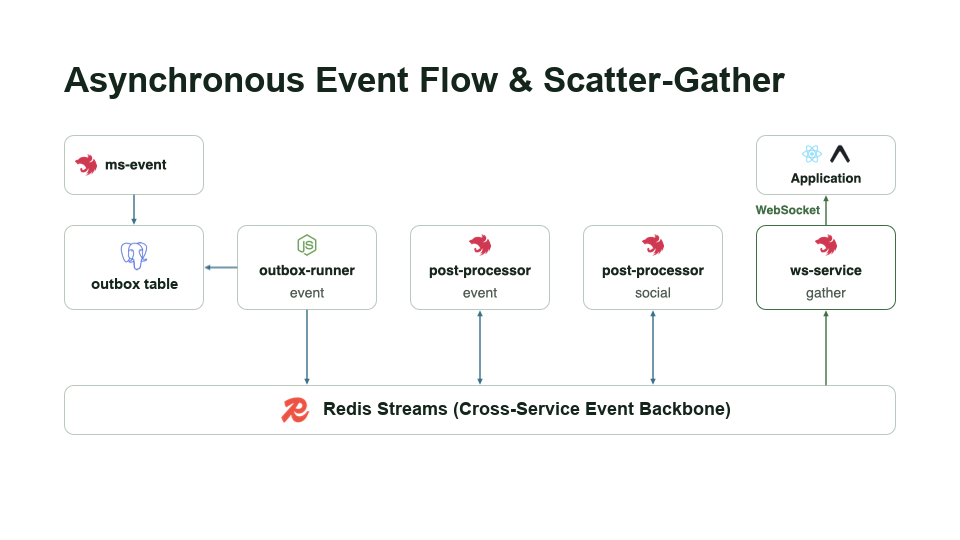 Asynchronous Event Flow & Scatter-Gather
ms-event
Application
WebSocket
outbox table
JS
outbox-runner
event
post-processor
event
post-processor
social
ws-service
gather
Redis Streams (Cross-Service Event Backbone)